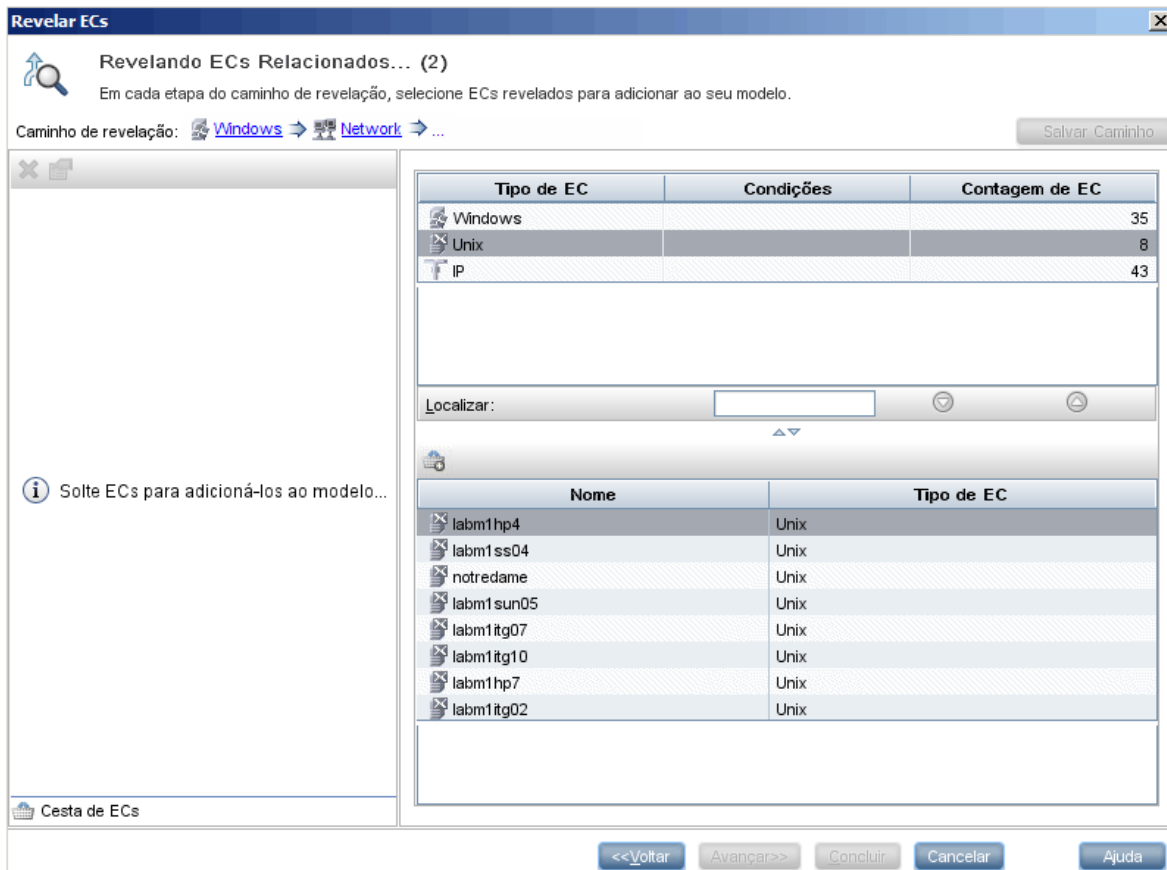 Revelar ECs
Revelando ECs Relacionados... (2)
Em cada etapa do caminho de revelação, selecione ECs revelados para adicionar ao seu modelo.
Caminho de revelação: Windows Network ...
Salvar Caminho
Tipo de EC Condições Contagem de EC
Windows 35
Unix 8
IP 43
Localizar:
Solte ECs para adicioná-los ao modelo...
Nome Tipo de EC
labm1hp4 Unix
labm1ss04 Unix
notredame Unix
labm1sun05 Unix
labm1itg07 Unix
labm1itg10 Unix
labm1hp7 Unix
labm1itg02 Unix
Cesta de ECs
<<Voltar Avançar>> Concluir Cancelar Ajuda